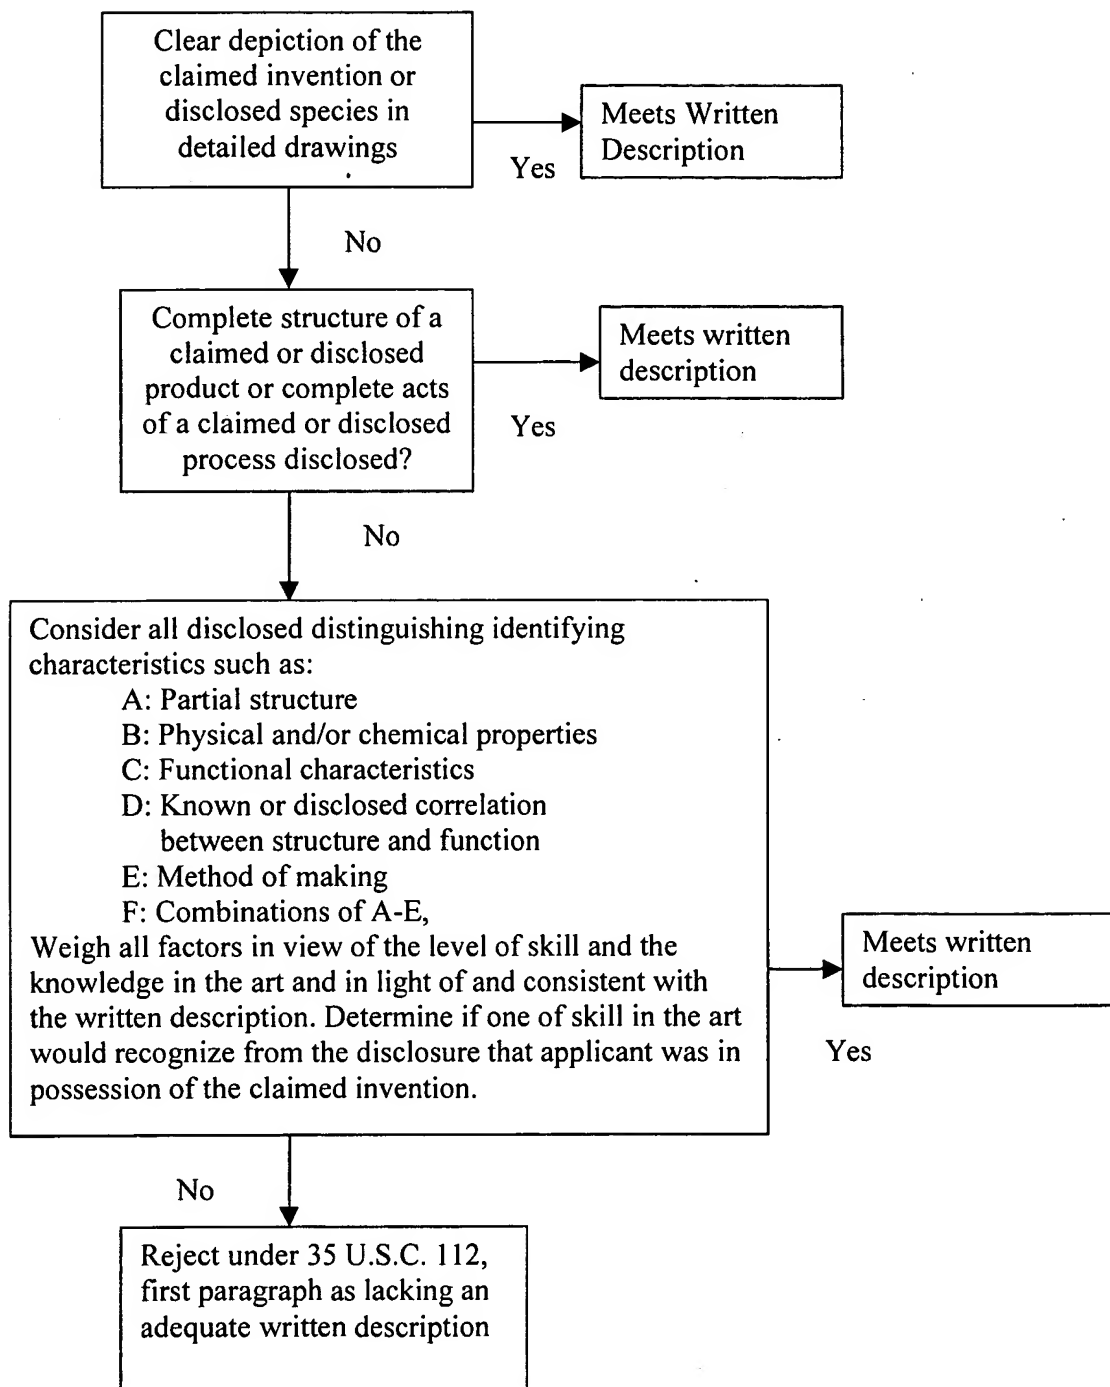 Clear depiction of the
claimed invention or
disclosed species in
detailed drawings
Yes
Meets Written
Description
No
Complete structure of a
claimed or disclosed
product or complete acts
of a claimed or disclosed
process disclosed?
Yes
Meets written
description
No
Consider all disclosed distinguishing identifying
characteristics such as:
A: Partial structure
B: Physical and/or chemical properties
C: Functional characteristics
D: Known or disclosed correlation
between structure and function
E: Method of making
F: Combinations of A-E,
Weigh all factors in view of the level of skill and the
knowledge in the art and in light of and consistent with
the written description. Determine if one of skill in the art
would recognize from the disclosure that applicant was in
possession of the claimed invention.
Yes
Meets written
description
No
Reject under 35 U.S.C. 112,
first paragraph as lacking an
adequate written description